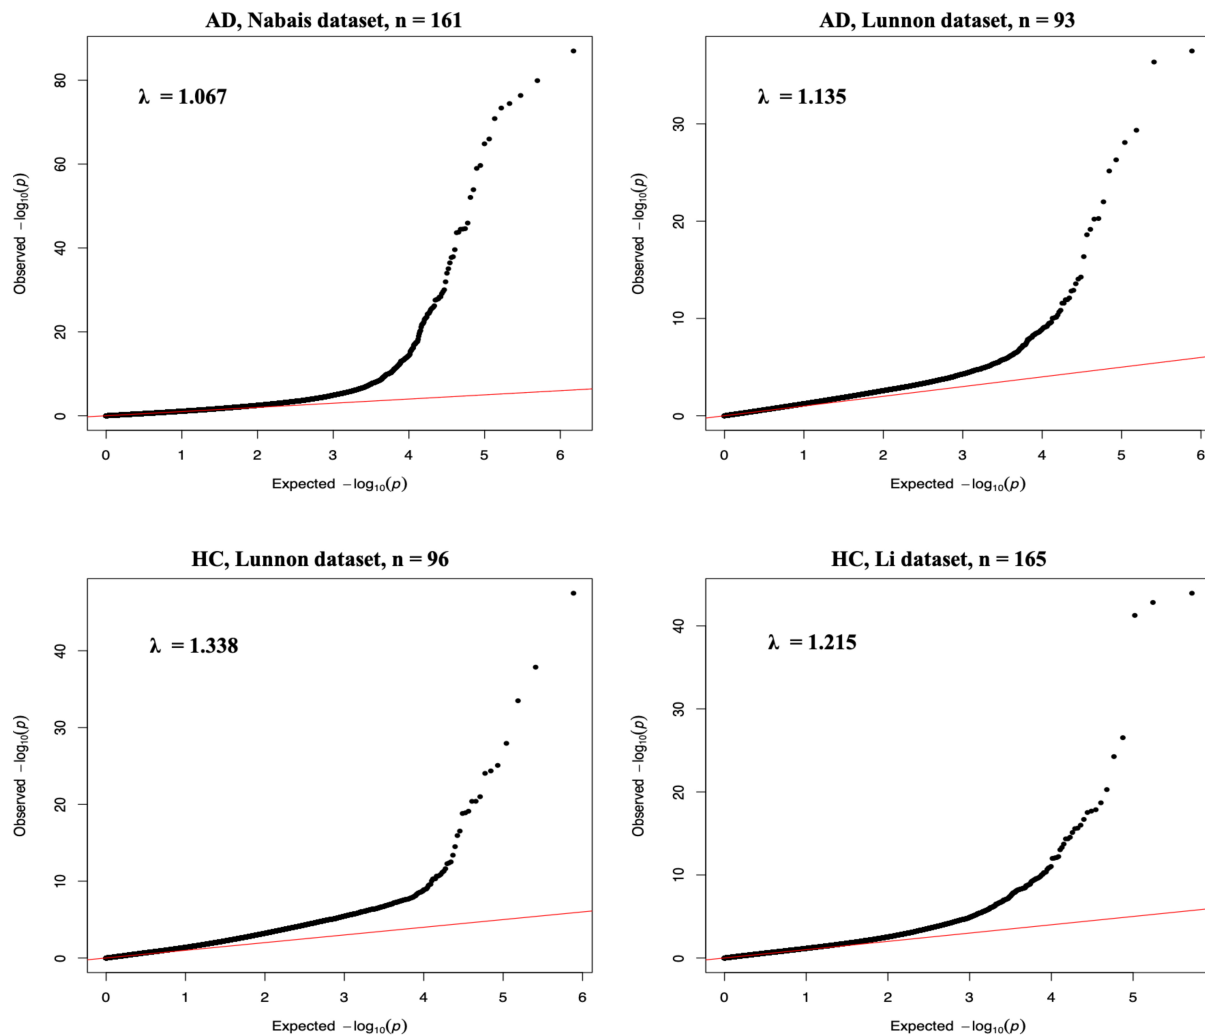 AD, Nabais dataset, n = 161
λ = 1.067
80
60
40
20
0
Observed −log10(p)
0 1 2 3 4 5 6
Expected −log10(p)
AD, Lunnon dataset, n = 93
λ = 1.135
30
20
10
0
Observed −log10(p)
0 1 2 3 4 5 6
Expected −log10(p)
HC, Lunnon dataset, n = 96
λ = 1.338
40
30
20
10
0
Observed −log10(p)
0 1 2 3 4 5 6
Expected −log10(p)
HC, Li dataset, n = 165
λ = 1.215
40
30
20
10
0
Observed −log10(p)
0 1 2 3 4 5
Expected −log10(p)